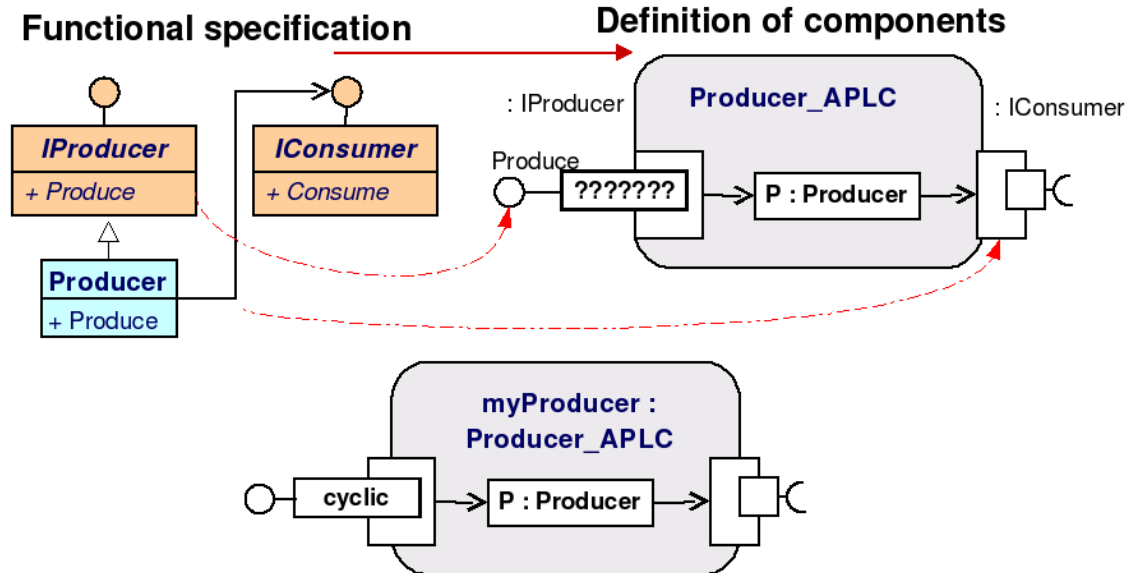 Functional specification
Definition of components
IProducer
+ Produce
IConsumer
+ Consume
Producer
+ Produce
: IProducer
Producer_APLC
: IConsumer
Produce
???????
P : Producer
myProducer :
Producer_APLC
cyclic
P : Producer